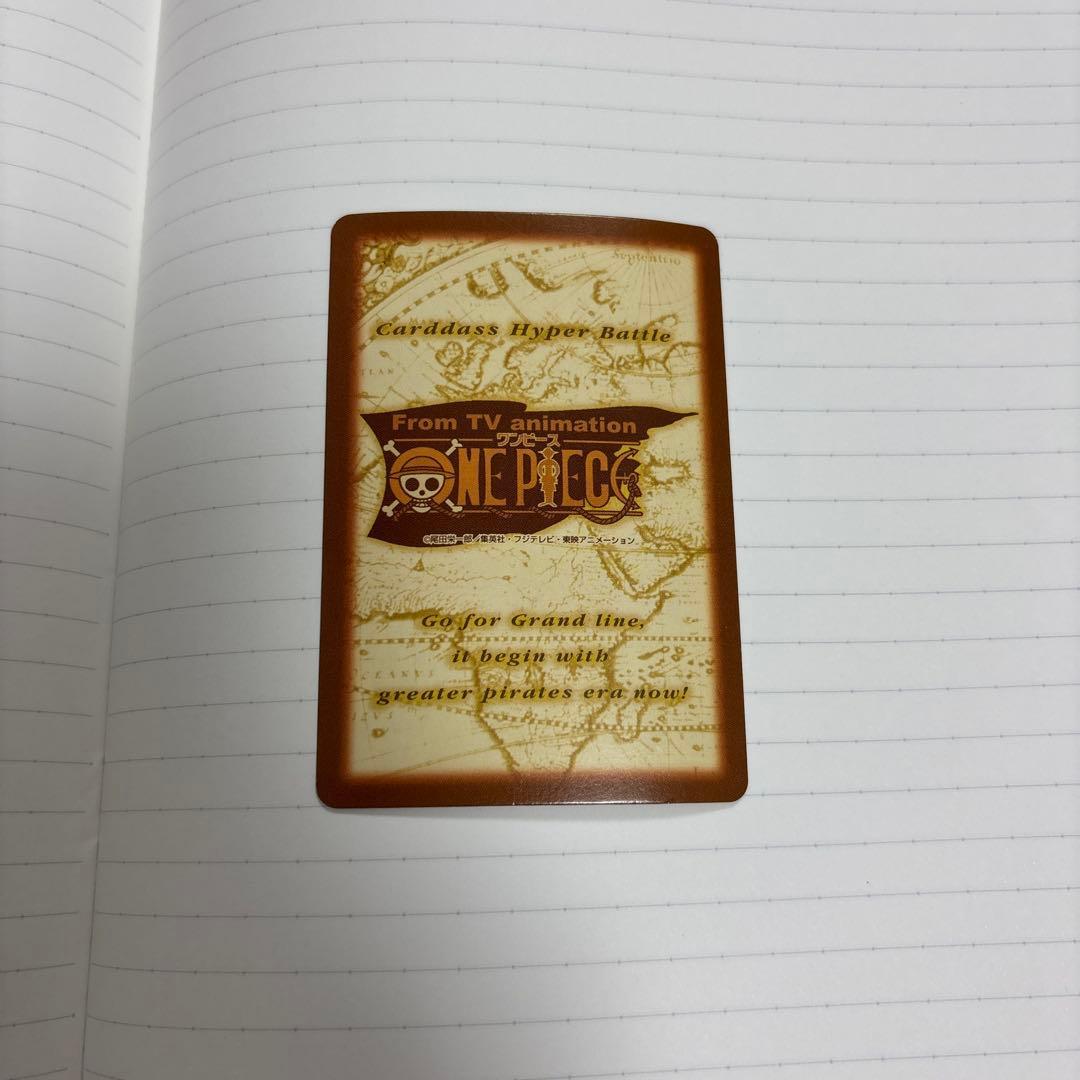 Septentrio
Carddass Hyper Battle
From TV animation
ワンピース
ONE PIECE
©尾田栄一郎/集英社・フジテレビ・東映アニメーション
Go for Grand line,
it begin with
greater pirates era now!